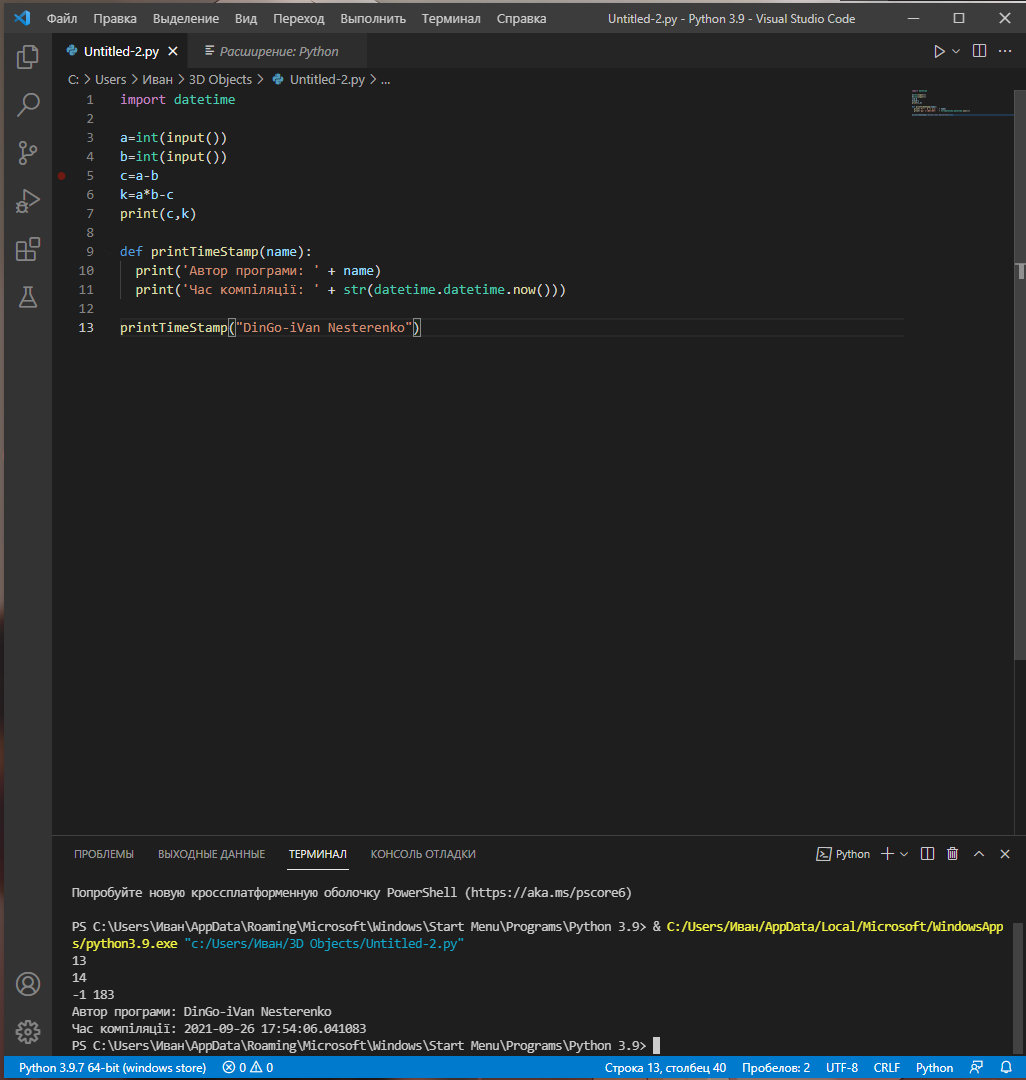 Файл Правка Выделение Вид Переход Выполнить Терминал Справка Untitled-2.py - Python 3.9 - Visual Studio Code
Untitled-2.py Расширение: Python
C: > Users > Иван > 3D Objects > Untitled-2.py > ...
1 import datetime
2
3 a=int(input())
4 b=int(input())
5 c=a-b
6 k=a*b-c
7 print(c,k)
8
9 def printTimeStamp(name):
10 print('Автор програми: ' + name)
11 print('Час компіляції: ' + str(datetime.datetime.now()))
12
13 printTimeStamp("DinGo-iVan Nesterenko")
ПРОБЛЕМЫ ВЫХОДНЫЕ ДАННЫЕ ТЕРМИНАЛ КОНСОЛЬ ОТЛАДКИ Python
Попробуйте новую кроссплатформенную оболочку PowerShell (https://aka.ms/pscore6)
PS C:\Users\Иван\AppData\Roaming\Microsoft\Windows\Start Menu\Programs\Python 3.9> & C:/Users/Иван/AppData/Local/Microsoft/WindowsApp
s/python3.9.exe "c:/Users/Иван/3D Objects/Untitled-2.py"
13
14
-1 183
Автор програми: DinGo-iVan Nesterenko
Час компіляції: 2021-09-26 17:54:06.041083
PS C:\Users\Иван\AppData\Roaming\Microsoft\Windows\Start Menu\Programs\Python 3.9>
Python 3.9.7 64-bit (windows store) 0 0 Строка 13, столбец 40 Пробелов: 2 UTF-8 CRLF Python